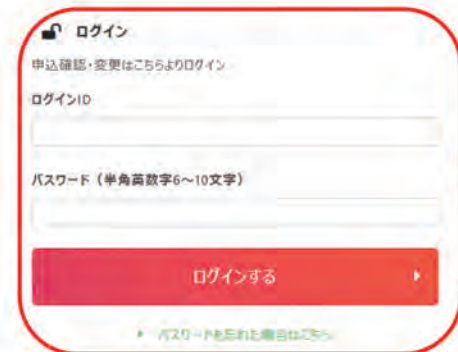 ログイン
申込確認・変更はこちらよりログイン
ログインID
パスワード（半角英数字6～10文字）
ログインする
パスワードを忘れた場合はこちら